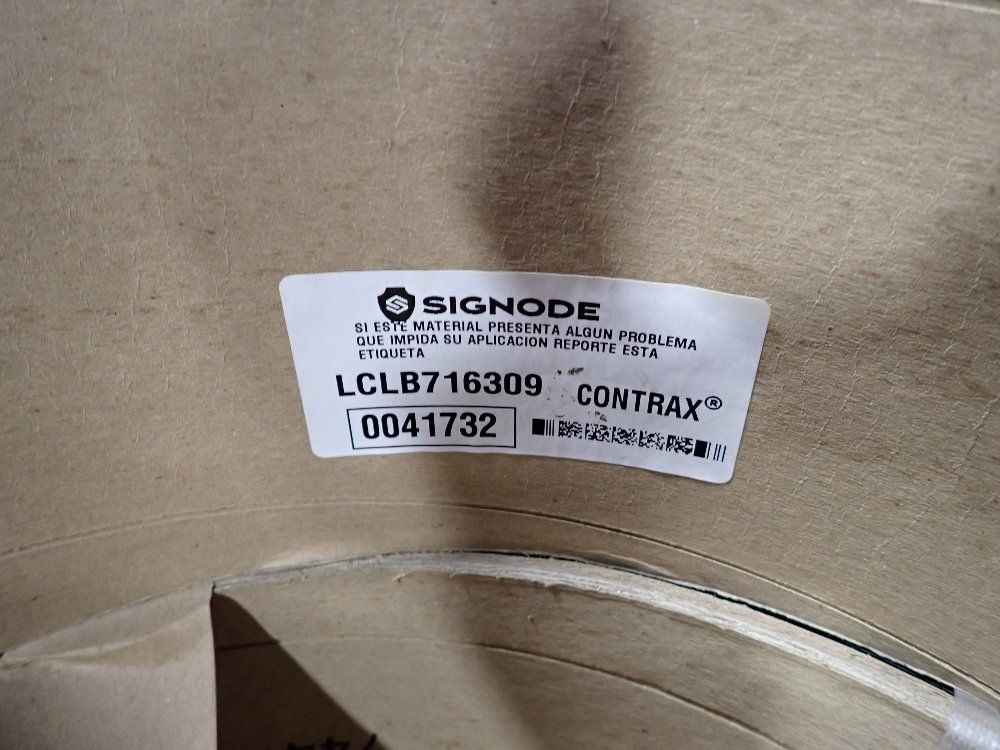 SIGNODE
SI ESTE MATERIAL PRESENTA ALGUN PROBLEMA
QUE IMPIDA SU APLICACION REPORTE ESTA
ETIQUETA
LCLB716309
CONTRAX®
0041732